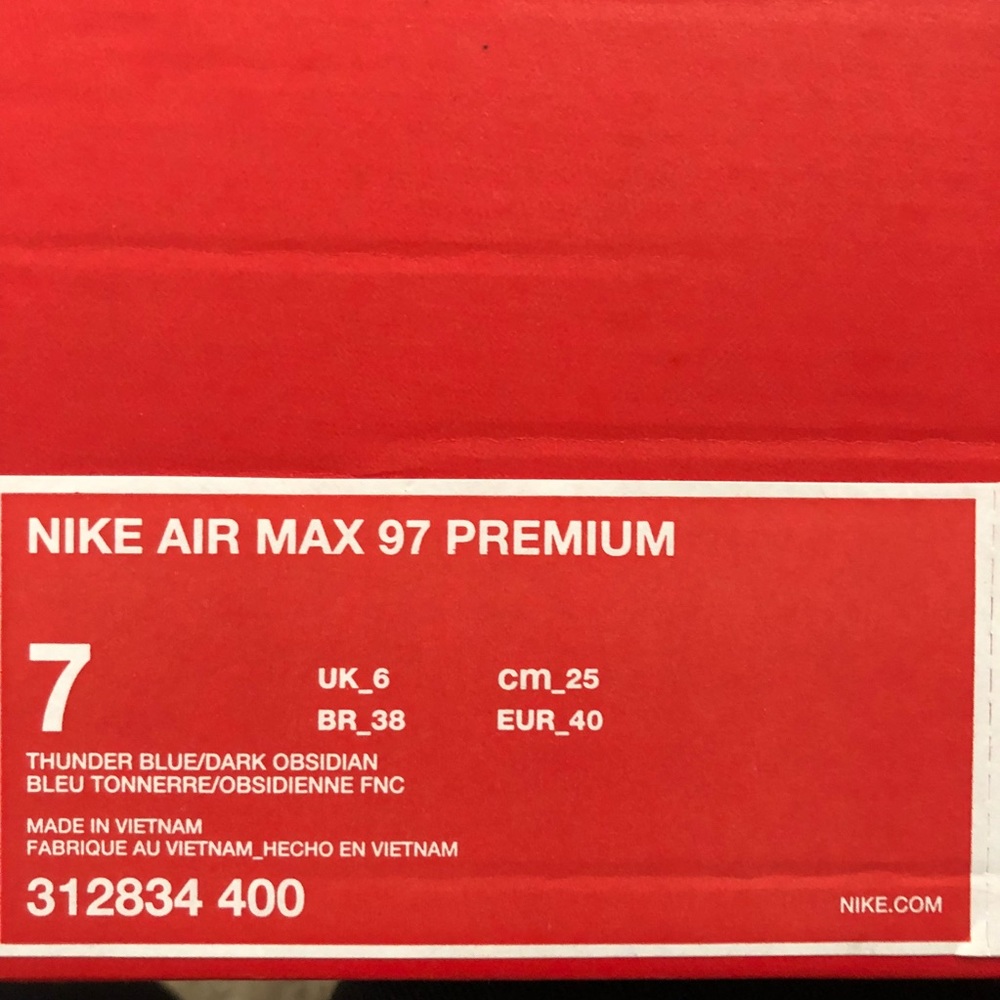 NIKE AIR MAX 97 PREMIUM
7
UK_6 cm_25
BR_38 EUR_40
THUNDER BLUE/DARK OBSIDIAN
BLEU TONNERRE/OBSIDIENNE FNC
MADE IN VIETNAM
FABRIQUE AU VIETNAM_HECHO EN VIETNAM
312834 400
NIKE.COM